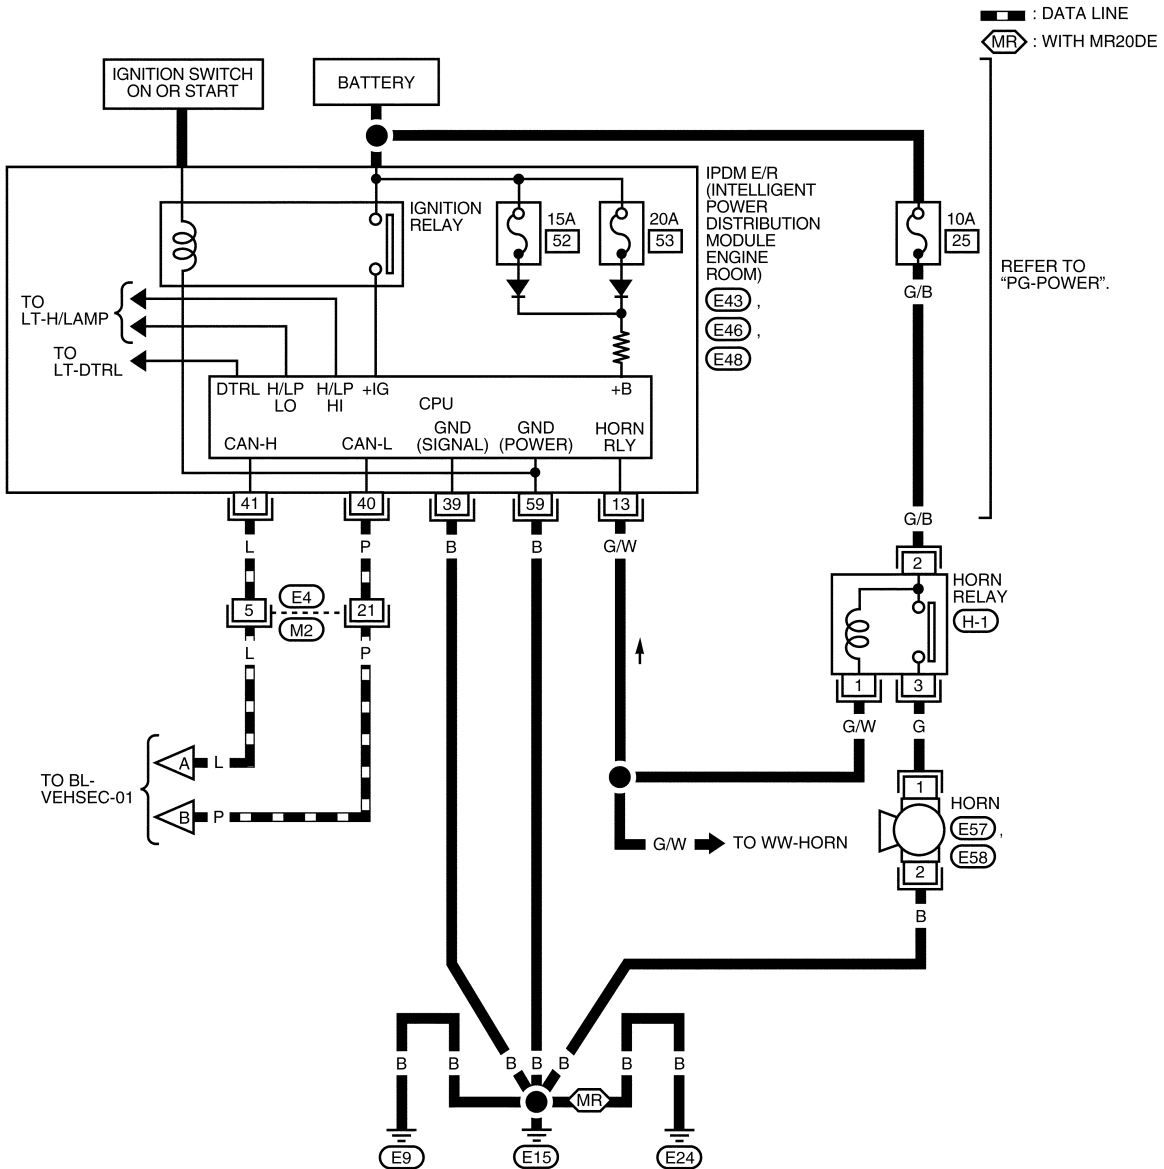 : DATA LINE
MR : WITH MR20DE
IGNITION SWITCH
ON OR START
BATTERY
IPDM E/R
(INTELLIGENT
POWER
DISTRIBUTION
MODULE
ENGINE
ROOM)
E43 ,
E46 ,
E48
IGNITION
RELAY
15A
52
20A
53
10A
25
G/B
REFER TO
“PG-POWER”.
TO
LT-H/LAMP
TO
LT-DTRL
DTRL
H/LP
LO
H/LP
HI
+IG
+B
CPU
CAN-H
CAN-L
GND
(SIGNAL)
GND
(POWER)
HORN
RLY
41
40
39
59
13
G/B
L
P
B
B
G/W
2
HORN
RELAY
H-1
5
E4
M2
21
L
P
1
3
G/W
G
TO BL-
VEHSEC-01
A
L
B
P
1
HORN
E57 ,
E58
2
G/W
TO WW-HORN
B
B
B
B
B
B
B
B
MR
E9
E15
E24